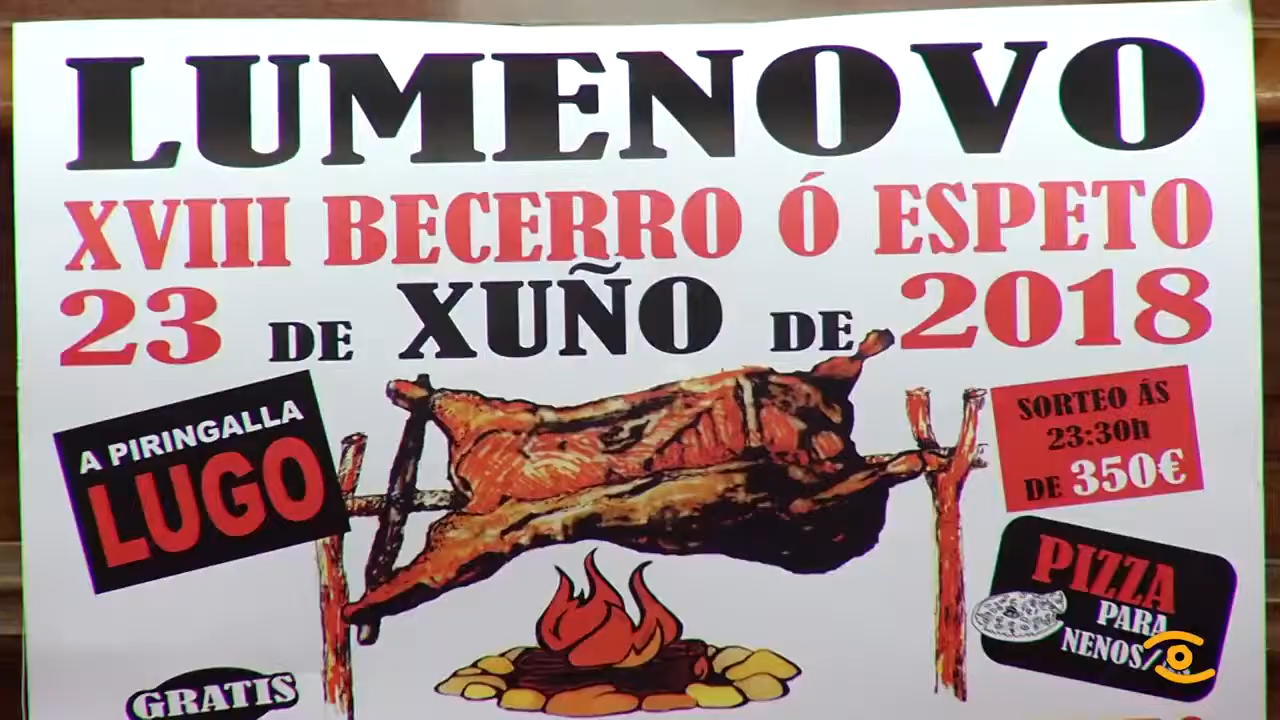 LUMENOVO
XVIII BECERRO Ó ESPETO
23 DE XUÑO DE 2018
A PIRINGALLA
LUGO
SORTEO ÁS
23:30h
DE 350€
PIZZA
PARA
NENOS/
GRATIS